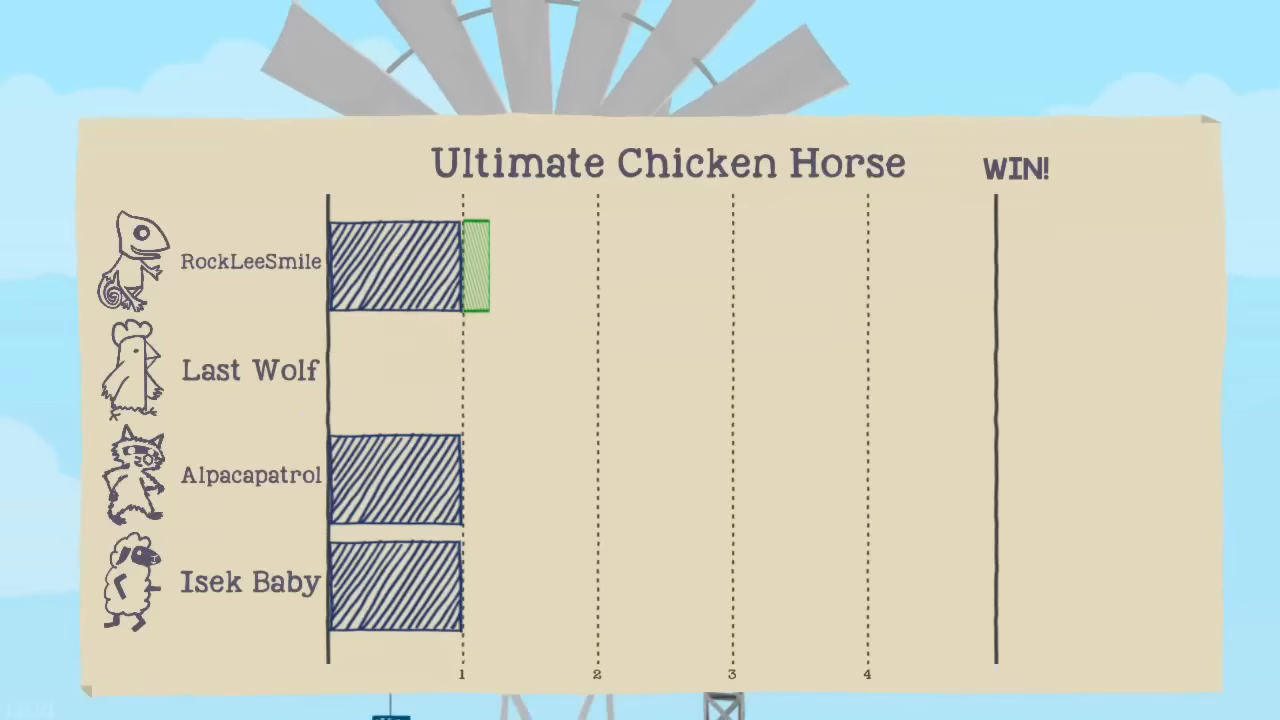 Ultimate Chicken Horse
WIN!
RockLeeSmile
Last Wolf
Alpacapatrol
Isek Baby
1 2 3 4